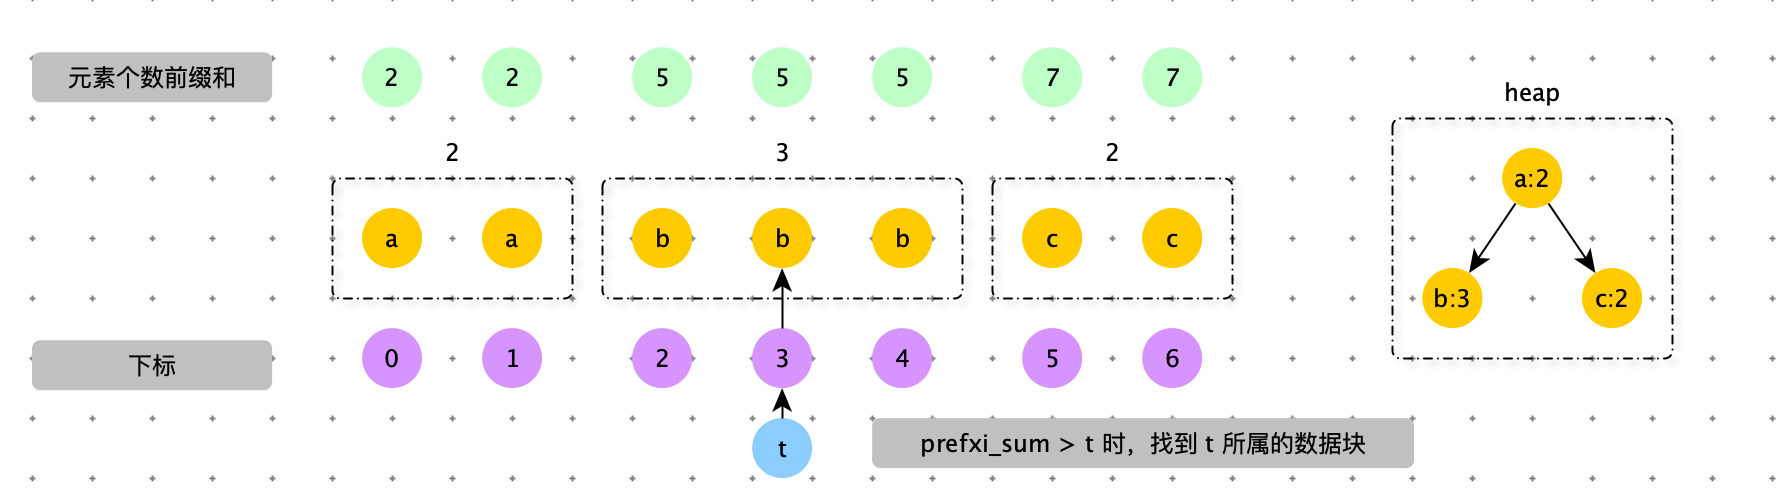 元素个数前缀和
2 2 5 5 5 7 7
heap
2 3 2
a:2
a a b b b c c
b:3 c:2
下标
0 1 2 3 4 5 6
t
prefxi_sum > t 时，找到 t 所属的数据块